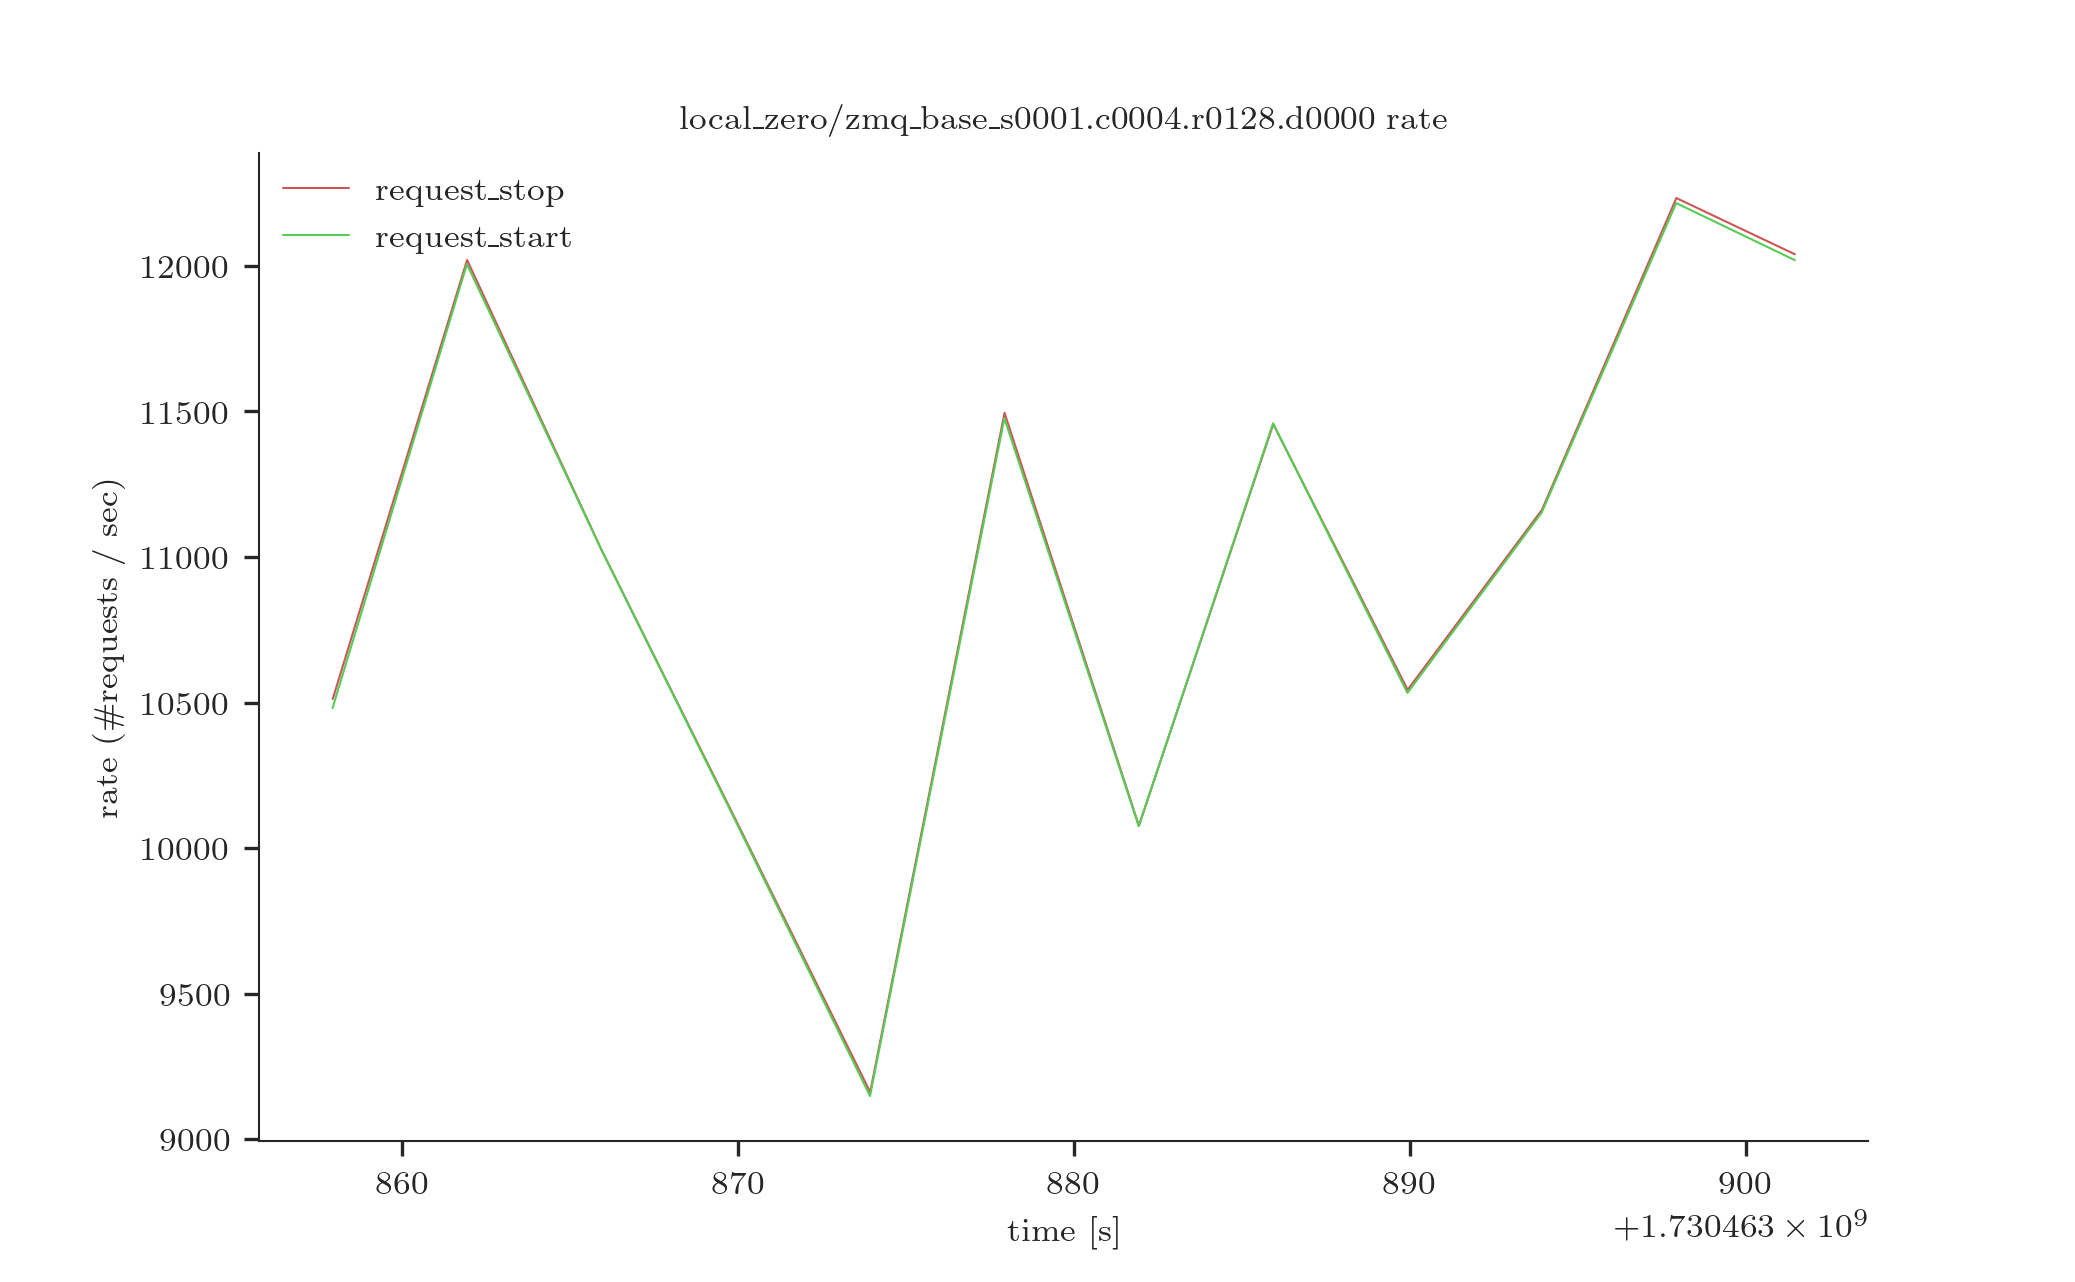 local_zero/zmq_base_s0001.c0004.r0128.d0000 rate
request_stop
request_start
12000
11500
11000
10500
10000
9500
9000
rate (#requests / sec)
860 870 880 890 900
time [s]
+1.730463 × 10⁹